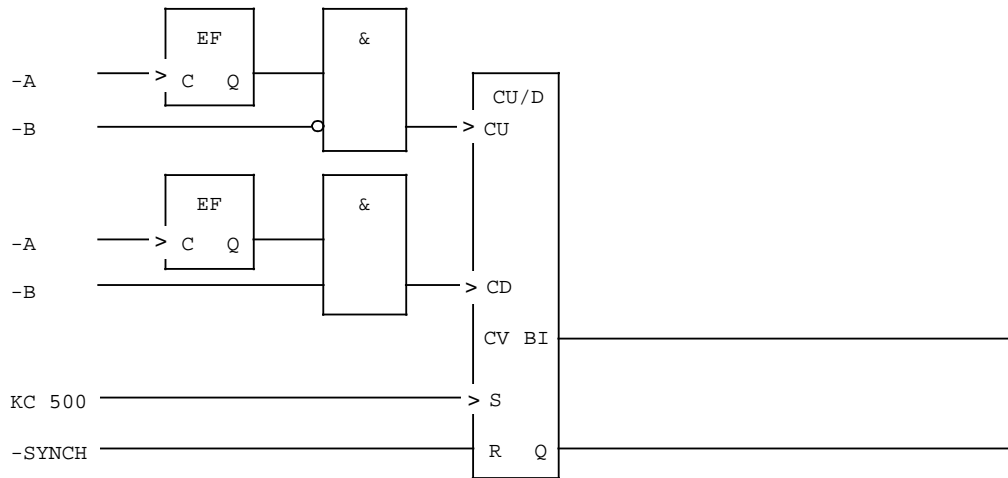 EF
&
-A > C Q
CU/D
-B > CU
EF
&
-A > C Q
-B > CD
CV BI
KC 500 > S
-SYNCH R Q